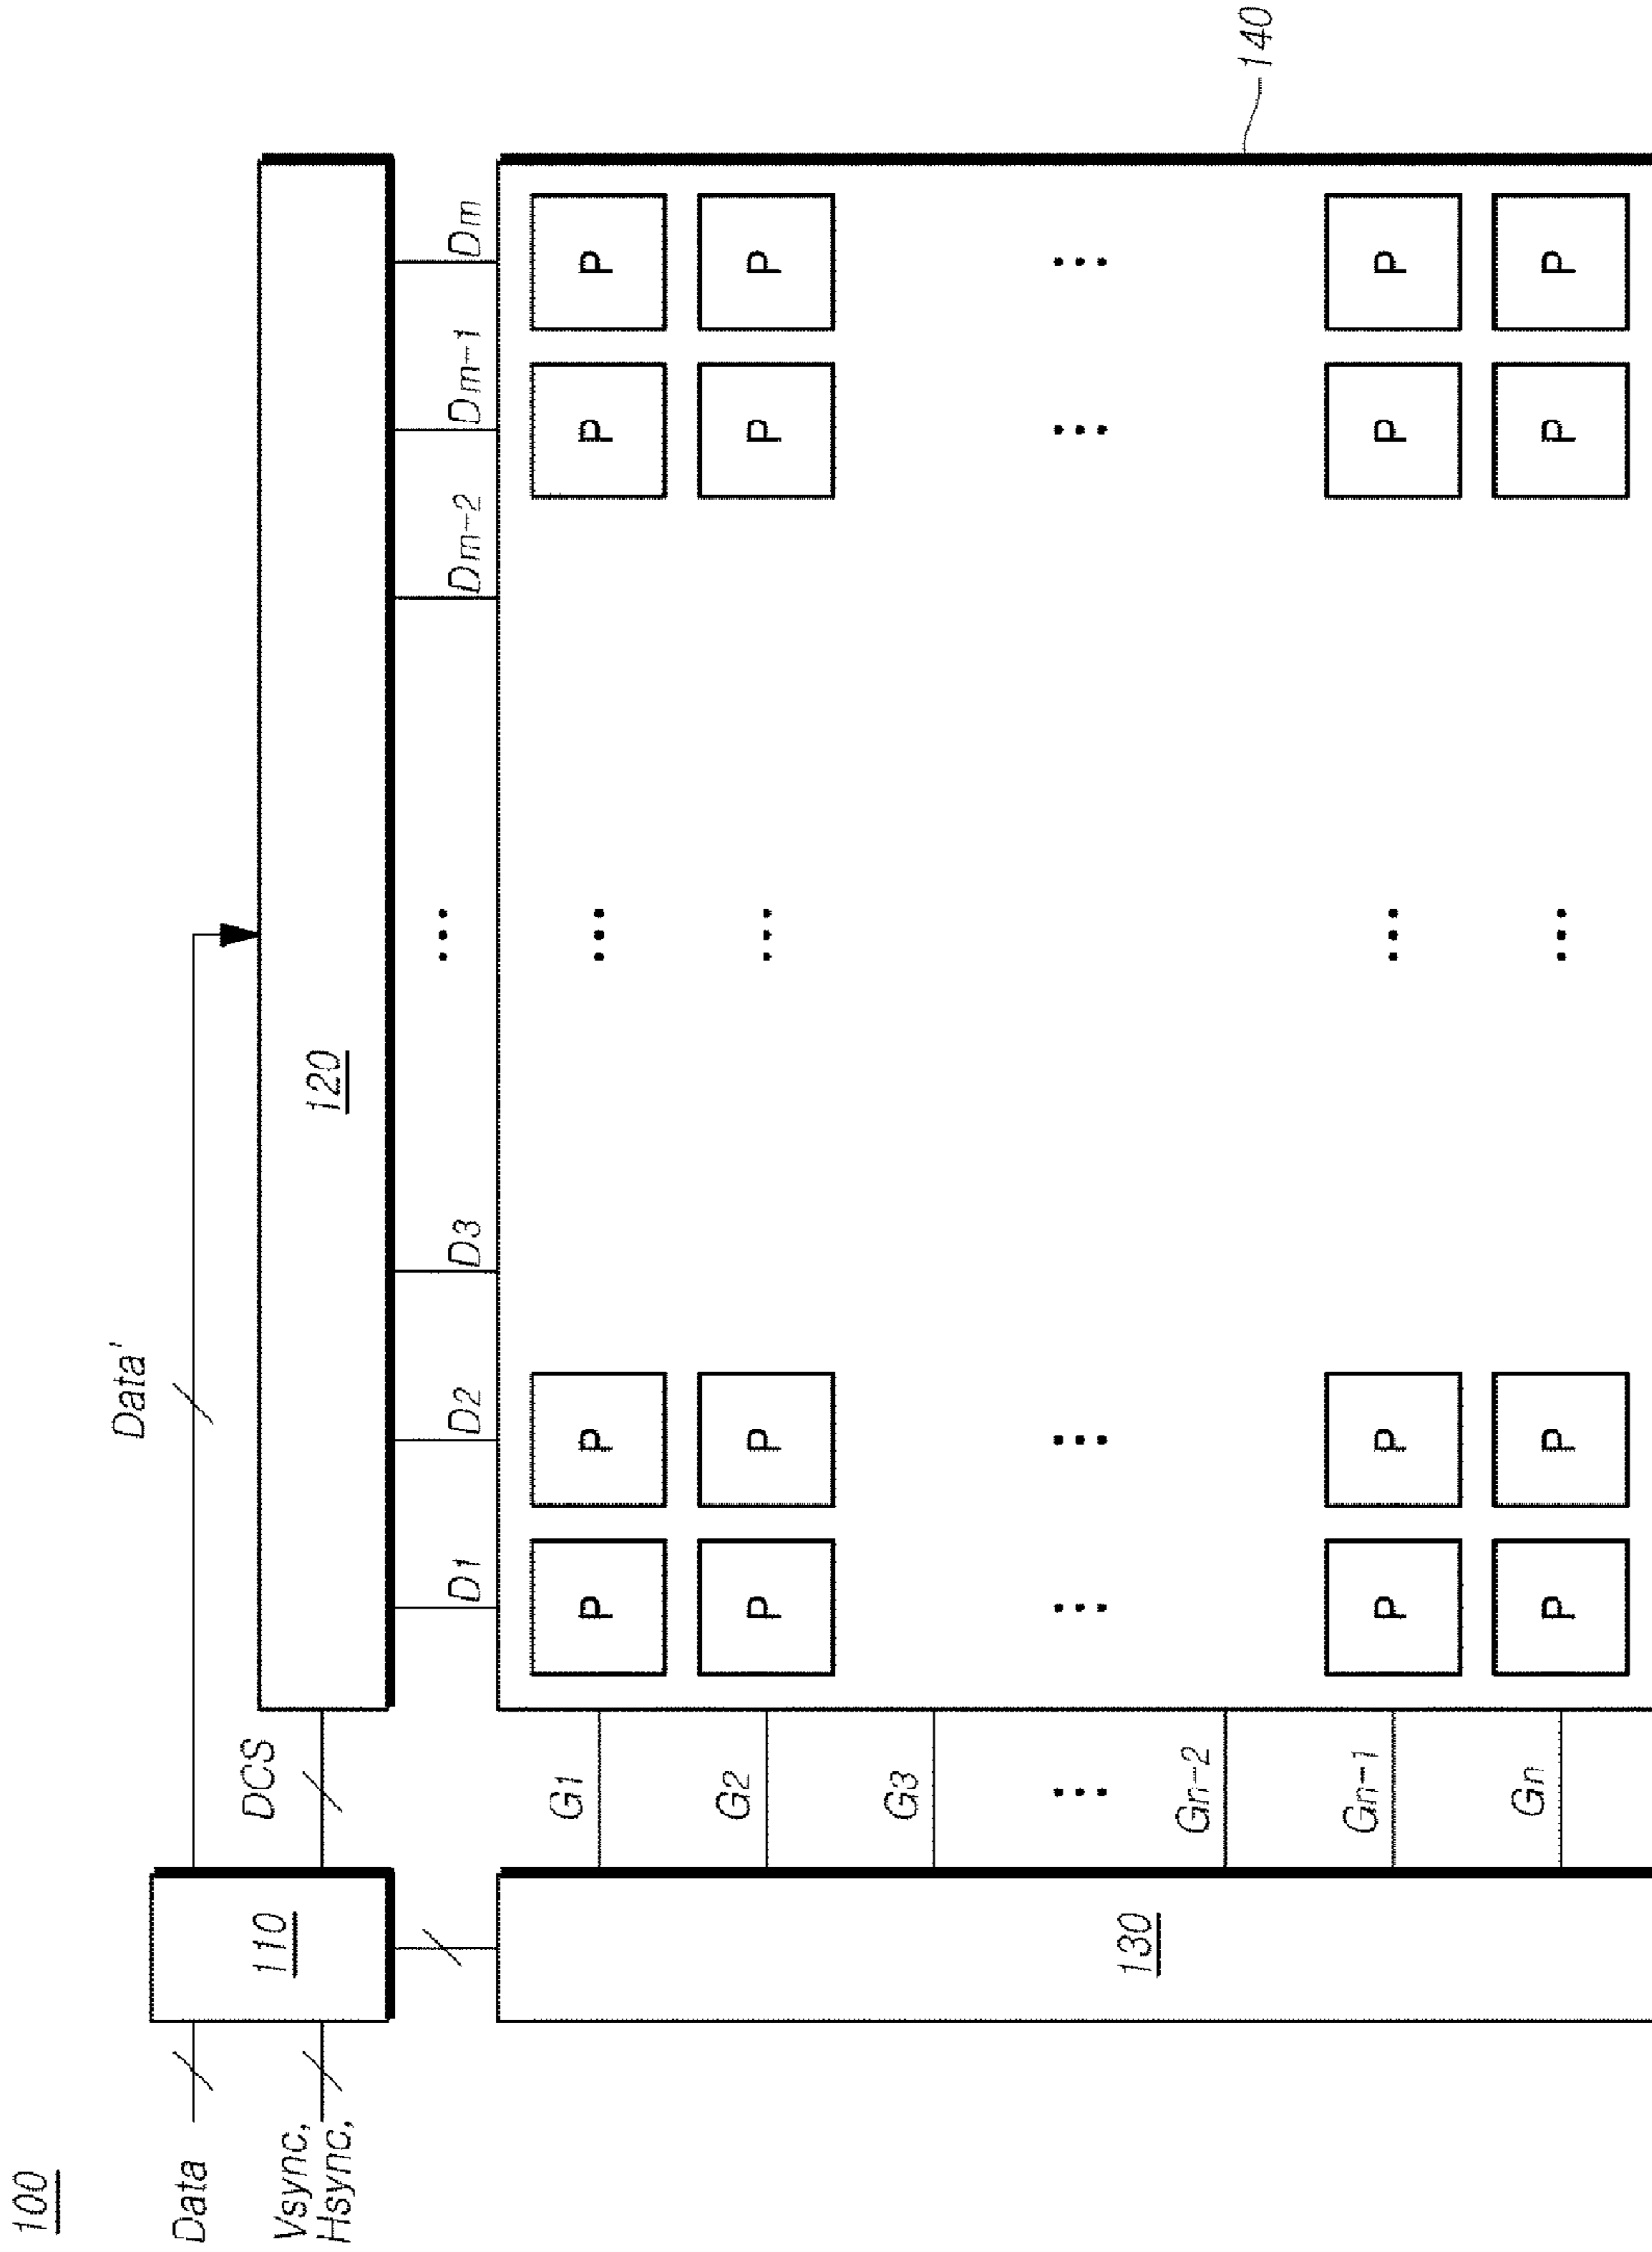 100
Data'
Data
110
DCS
120
Vsync,
Hsync,
D1 D2 D3 ... Dm-2 Dm-1 Dm
G1 P P ... P P
G2 P P ... P P
G3
... ... ... ... ...
140
130
Gn-2
Gn-1 P P ... P P
Gn P P ... P P